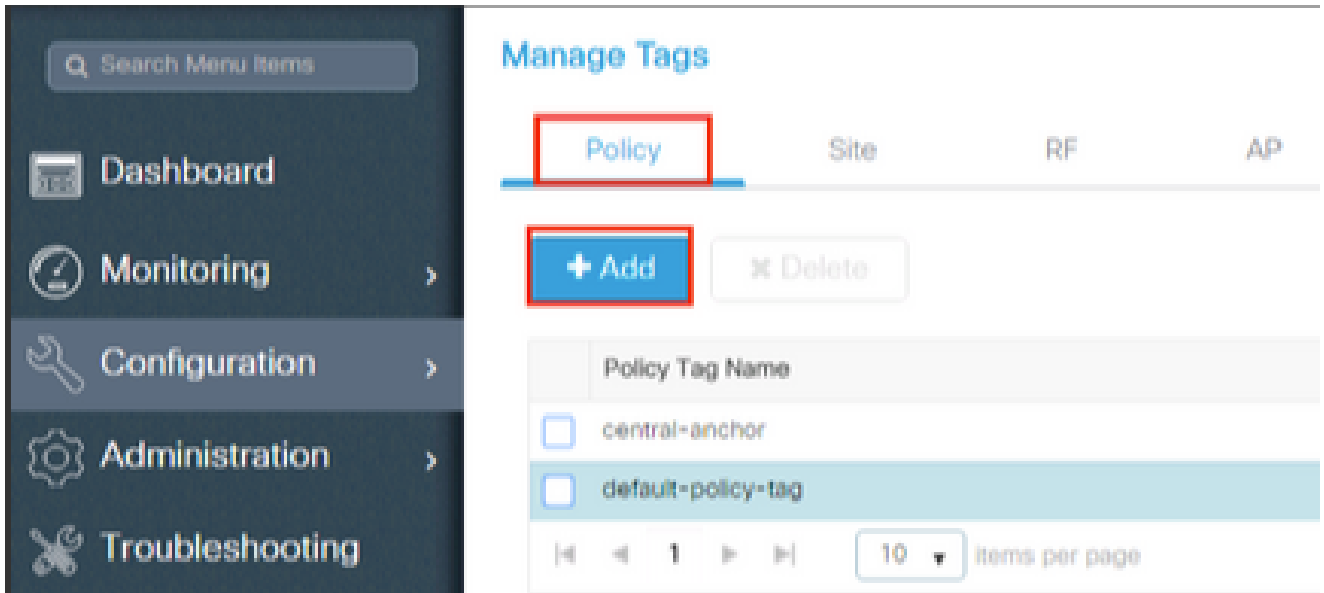 Search Menu Items
Dashboard
Monitoring
Configuration
Administration
Troubleshooting
Manage Tags
Policy Site RF AP
+ Add ✖ Delete
Policy Tag Name
central-anchor
default-policy-tag
1 10 items per page